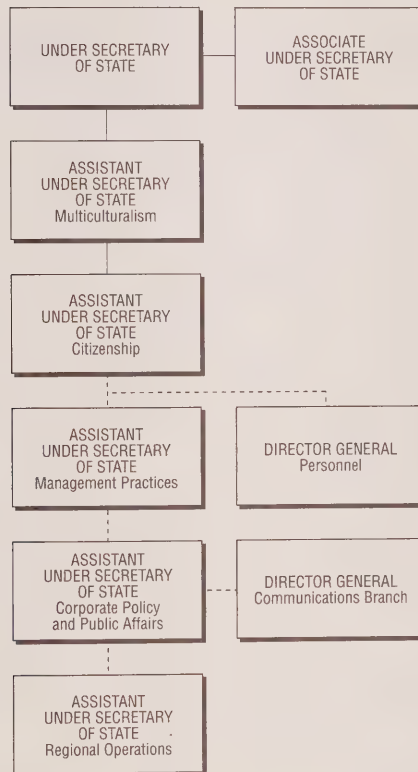 UNDER SECRETARY
OF STATE
ASSOCIATE
UNDER SECRETARY
OF STATE
ASSISTANT
UNDER SECRETARY
OF STATE
Multiculturalism
ASSISTANT
UNDER SECRETARY
OF STATE
Citizenship
ASSISTANT
UNDER SECRETARY
OF STATE
Management Practices
DIRECTOR GENERAL
Personnel
ASSISTANT
UNDER SECRETARY
OF STATE
Corporate Policy
and Public Affairs
DIRECTOR GENERAL
Communications Branch
ASSISTANT
UNDER SECRETARY
OF STATE
Regional Operations